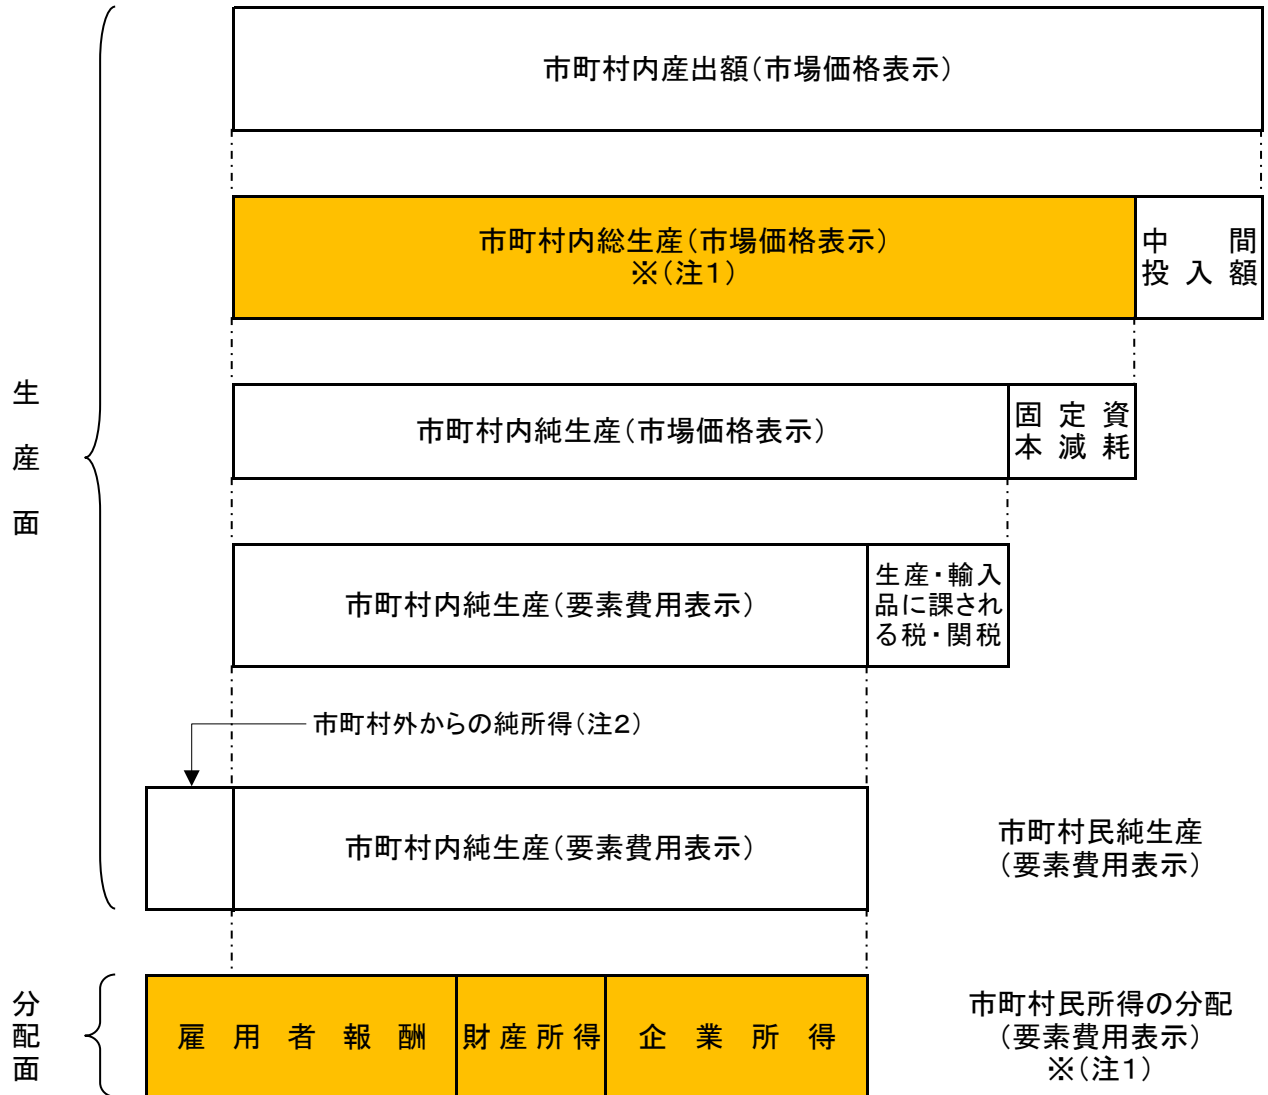 市町村内産出額(市場価格表示)
市町村内総生産(市場価格表示)
※(注1)
中間
投入額
生
産
面
市町村内純生産(市場価格表示)
固定資
本減耗
市町村内純生産(要素費用表示)
生産・輸入
品に課され
る税・関税
市町村外からの純所得(注2)
市町村内純生産(要素費用表示)
市町村民純生産
(要素費用表示)
分
配
面
雇用者報酬
財産所得
企業所得
市町村民所得の分配
(要素費用表示)
※(注1)